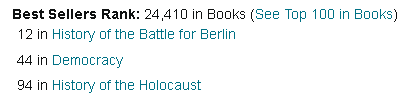 Best Sellers Rank: 24,410 in Books (See Top 100 in Books)
12 in History of the Battle for Berlin
44 in Democracy
94 in History of the Holocaust